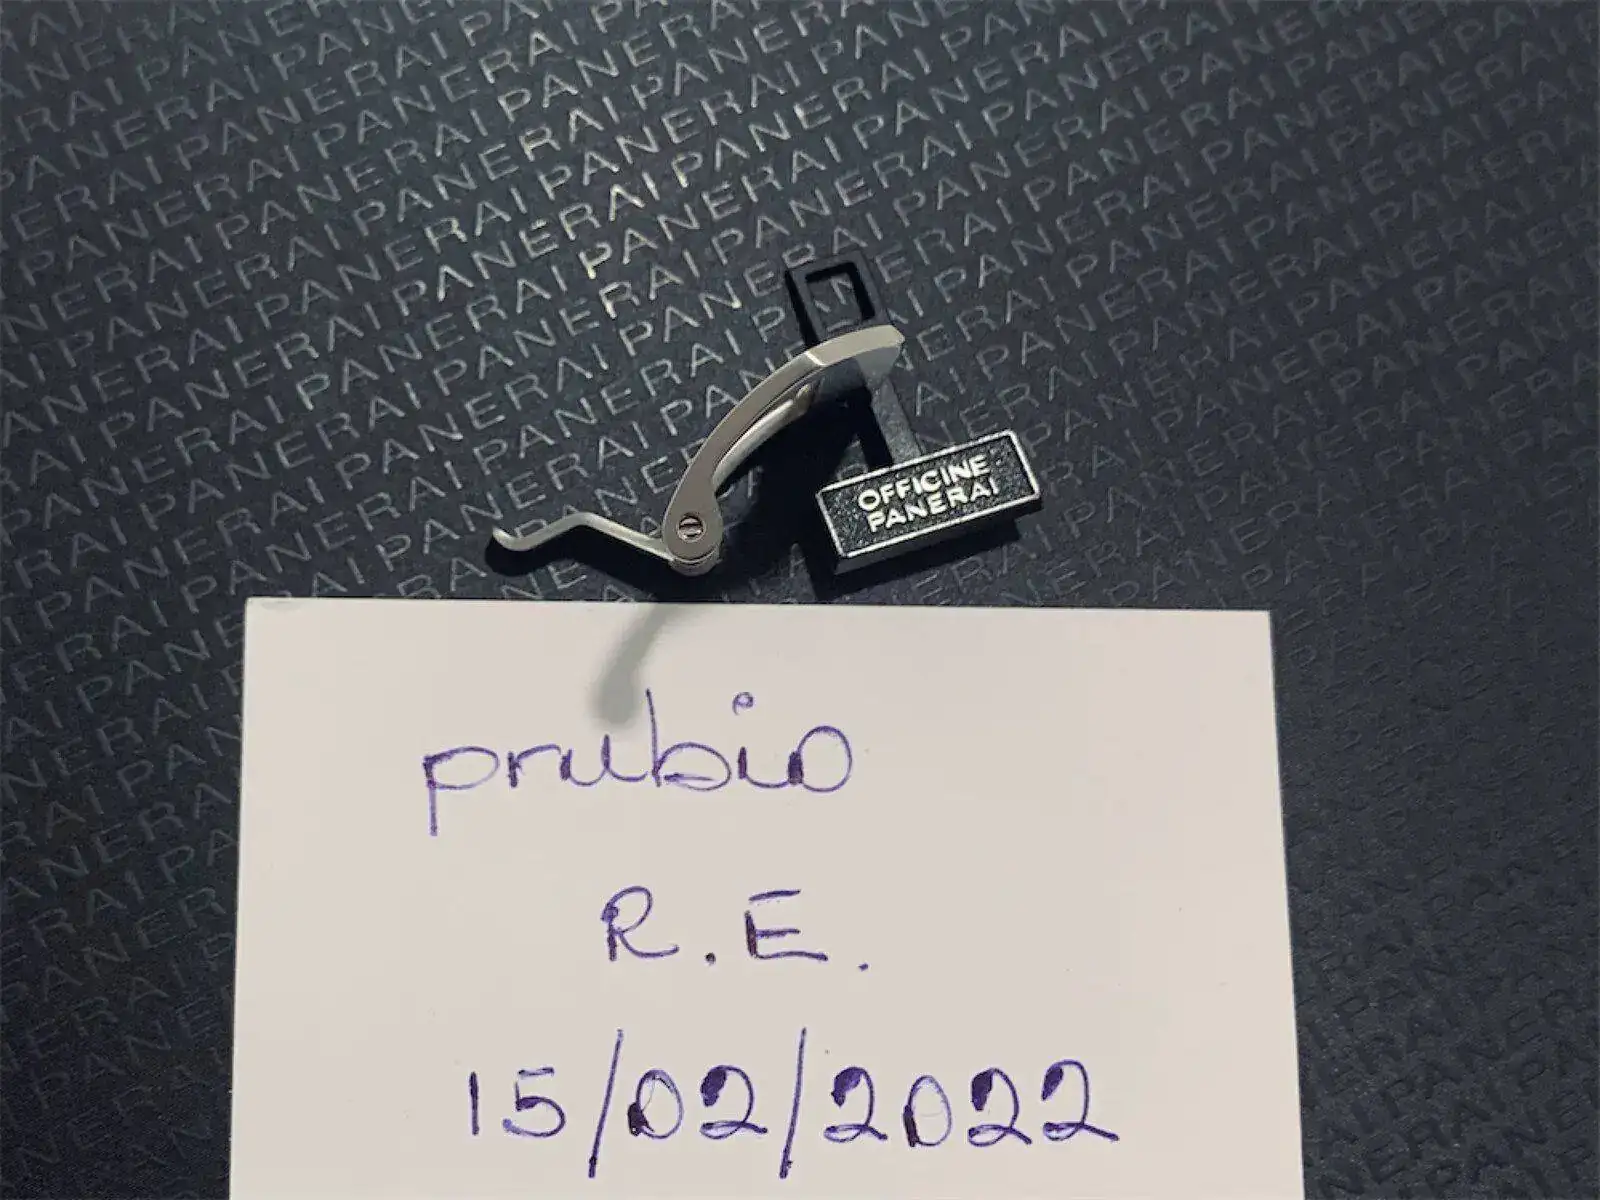 OFFICINE
PANERAI
prubio
R.E.
15/02/2022